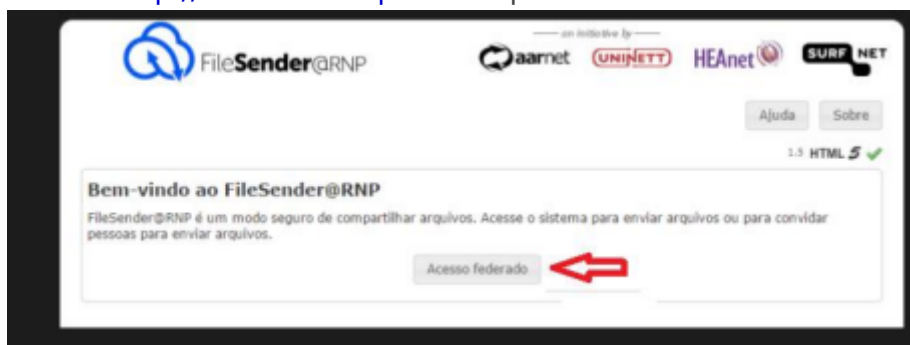 FileSender@RNP
an initiative by
aarnet
UNINETT
HEAnet
SURF NET
Ajuda
Sobre
1.5 HTML 5
Bem-vindo ao FileSender@RNP
FileSender@RNP é um modo seguro de compartilhar arquivos. Acesse o sistema para enviar arquivos ou para convidar
pessoas para enviar arquivos.
Acesso federado